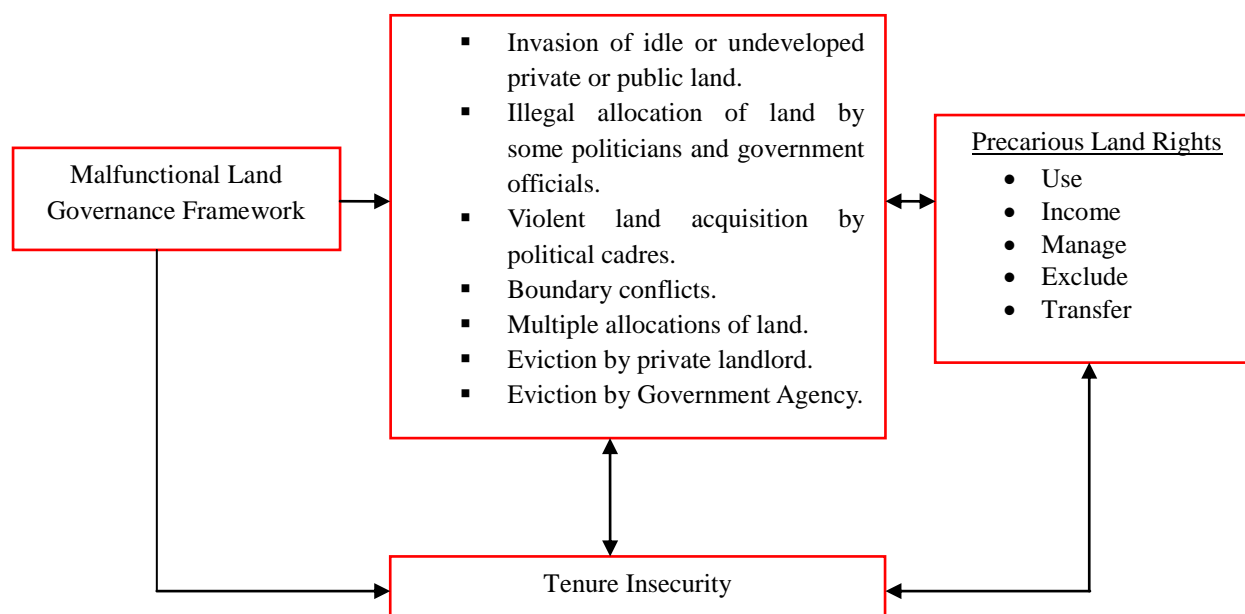 Malfunctional Land
Governance Framework
▪ Invasion of idle or undeveloped
private or public land.
▪ Illegal allocation of land by
some politicians and government
officials.
▪ Violent land acquisition by
political cadres.
▪ Boundary conflicts.
▪ Multiple allocations of land.
▪ Eviction by private landlord.
▪ Eviction by Government Agency.
Precarious Land Rights
• Use
• Income
• Manage
• Exclude
• Transfer
Tenure Insecurity